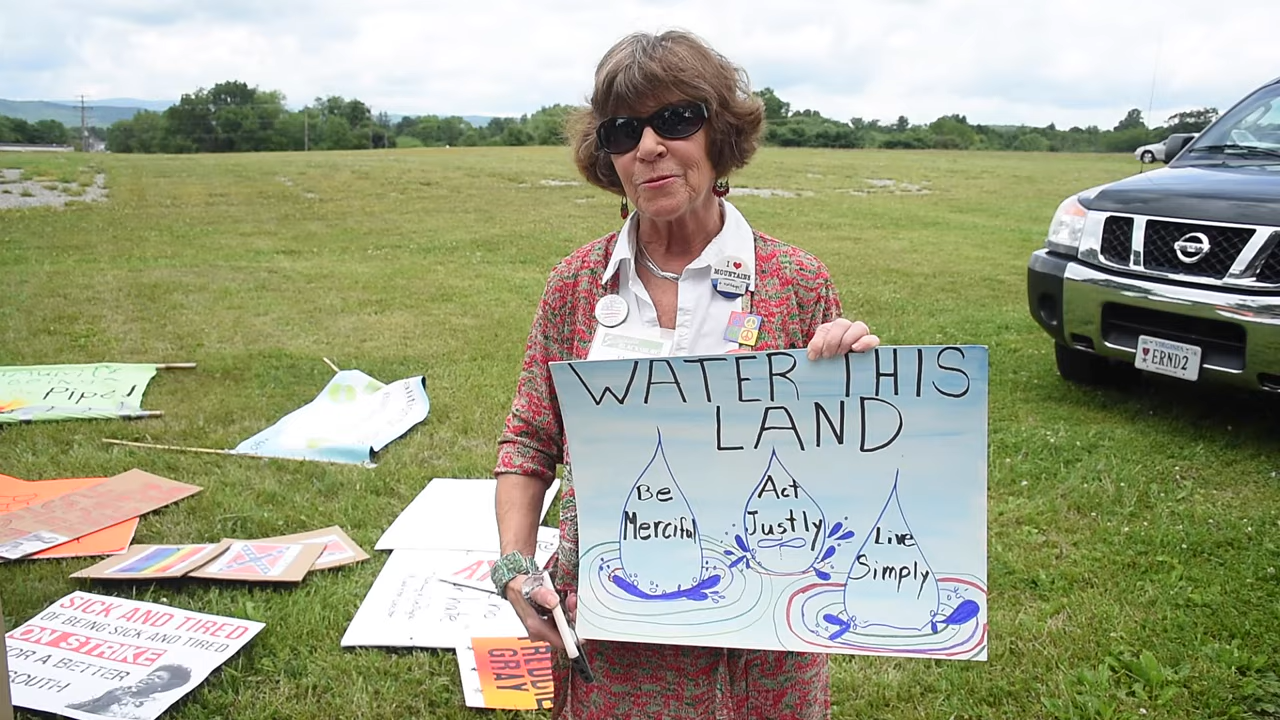 WATER THIS
LAND
Be
Merciful
Act
Justly
Live
Simply
I ♥
MOUNTAINS
VIRGINIA
ERND2
Pipe!
SICK AND TIRED
OF BEING SICK AND TIRED
ON STRIKE
FOR A BETTER
SOUTH
FREDDIE
GRAY